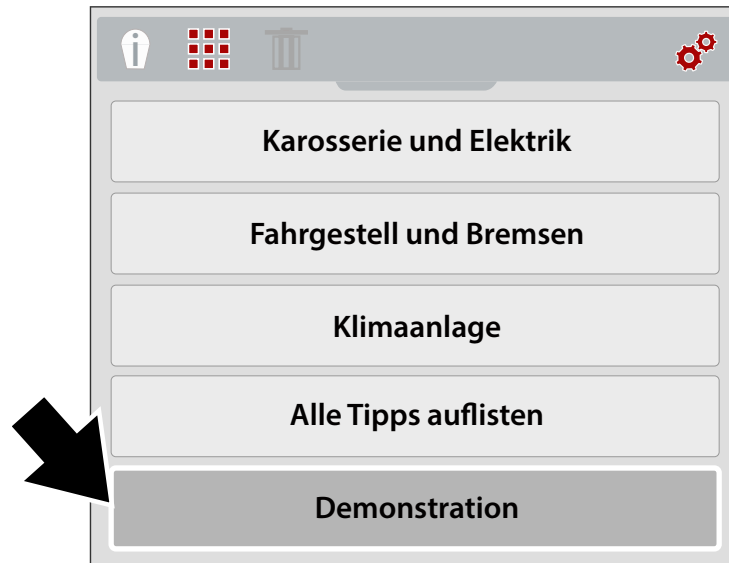 Karosserie und Elektrik
Fahrgestell und Bremsen
Klimaanlage
Alle Tipps auflisten
Demonstration